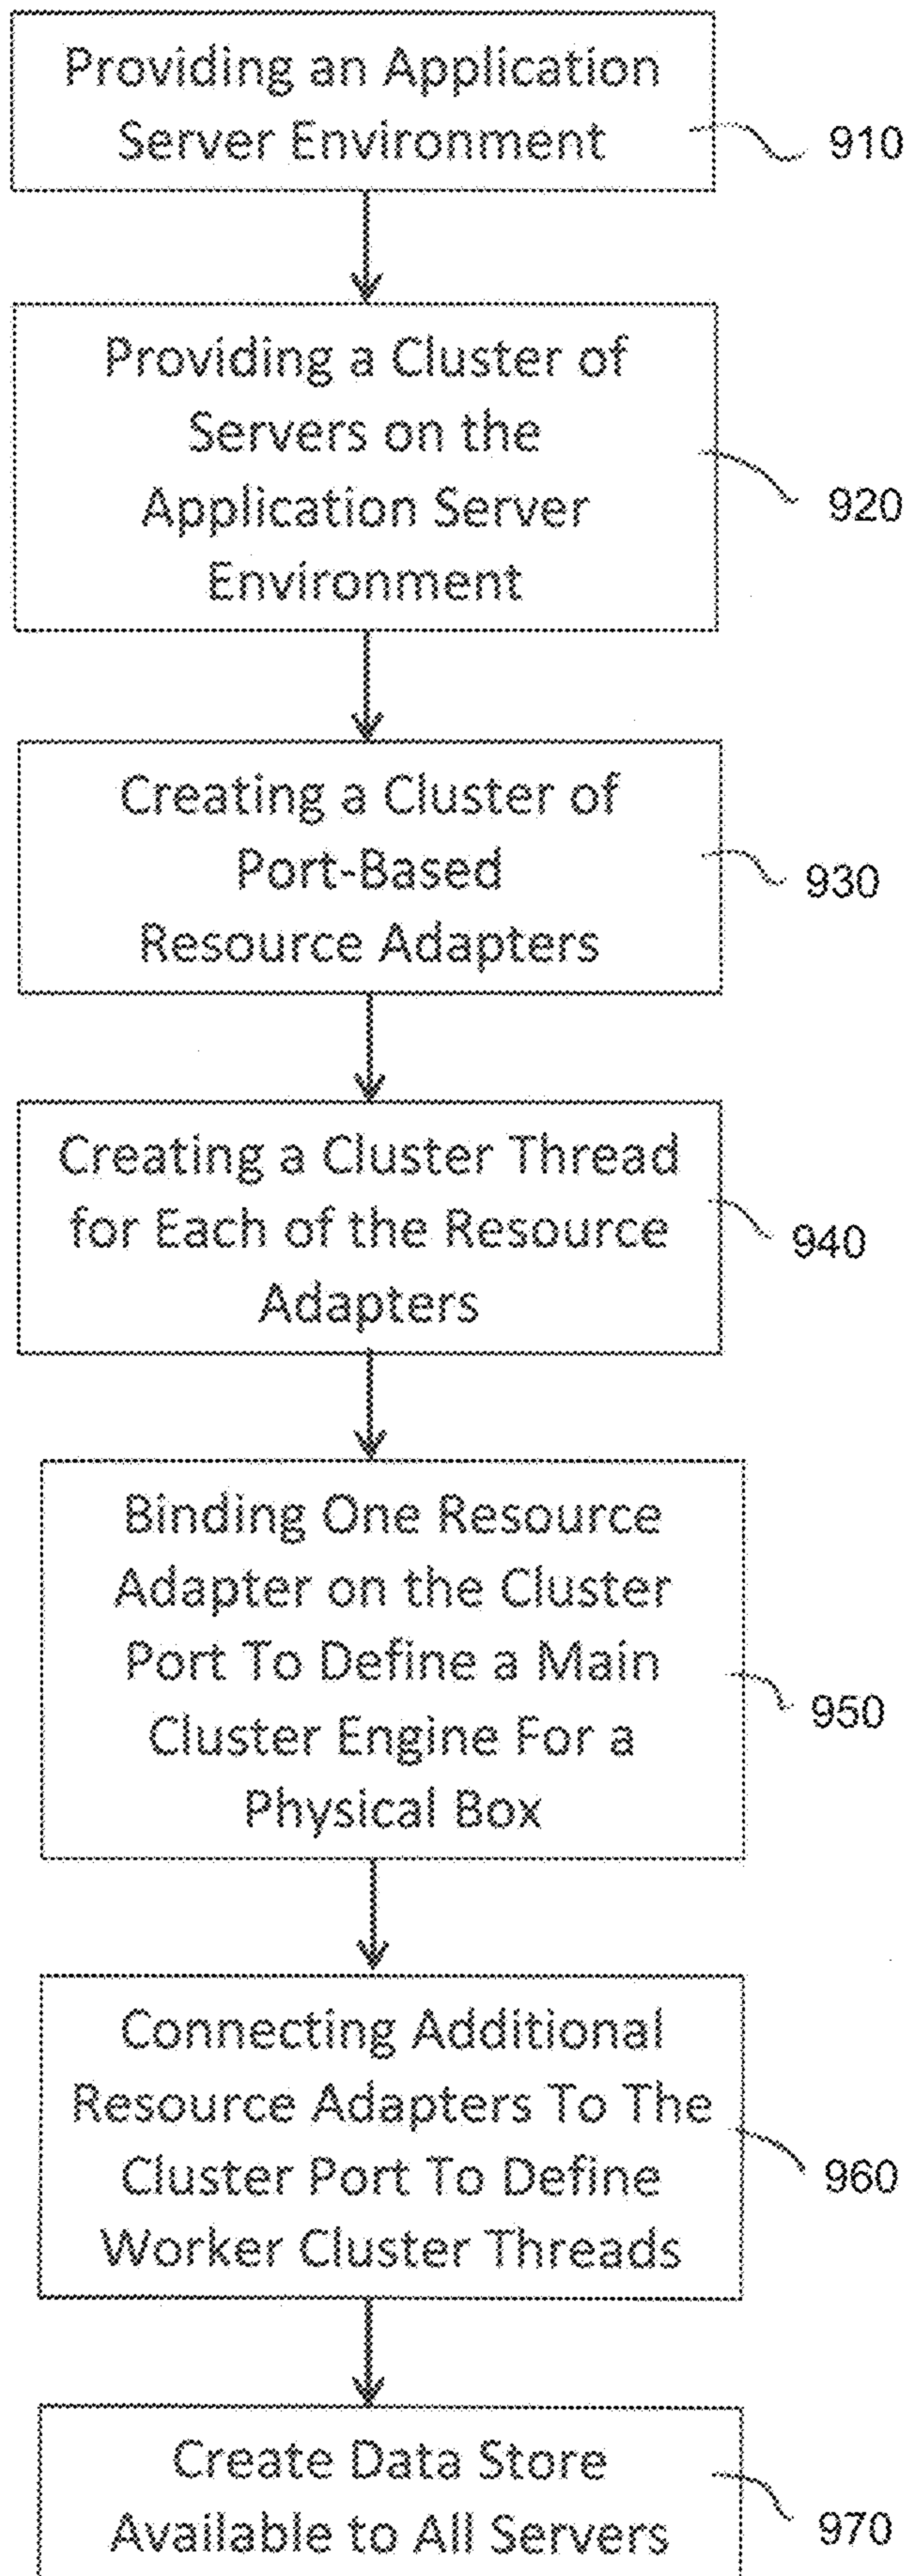 Providing an Application
Server Environment
910
Providing a Cluster of
Servers on the
Application Server
Environment
920
Creating a Cluster of
Port-Based
Resource Adapters
930
Creating a Cluster Thread
for Each of the Resource
Adapters
940
Binding One Resource
Adapter on the Cluster
Port To Define a Main
Cluster Engine For a
Physical Box
950
Connecting Additional
Resource Adapters To The
Cluster Port To Define
Worker Cluster Threads
960
Create Data Store
Available to All Servers
970